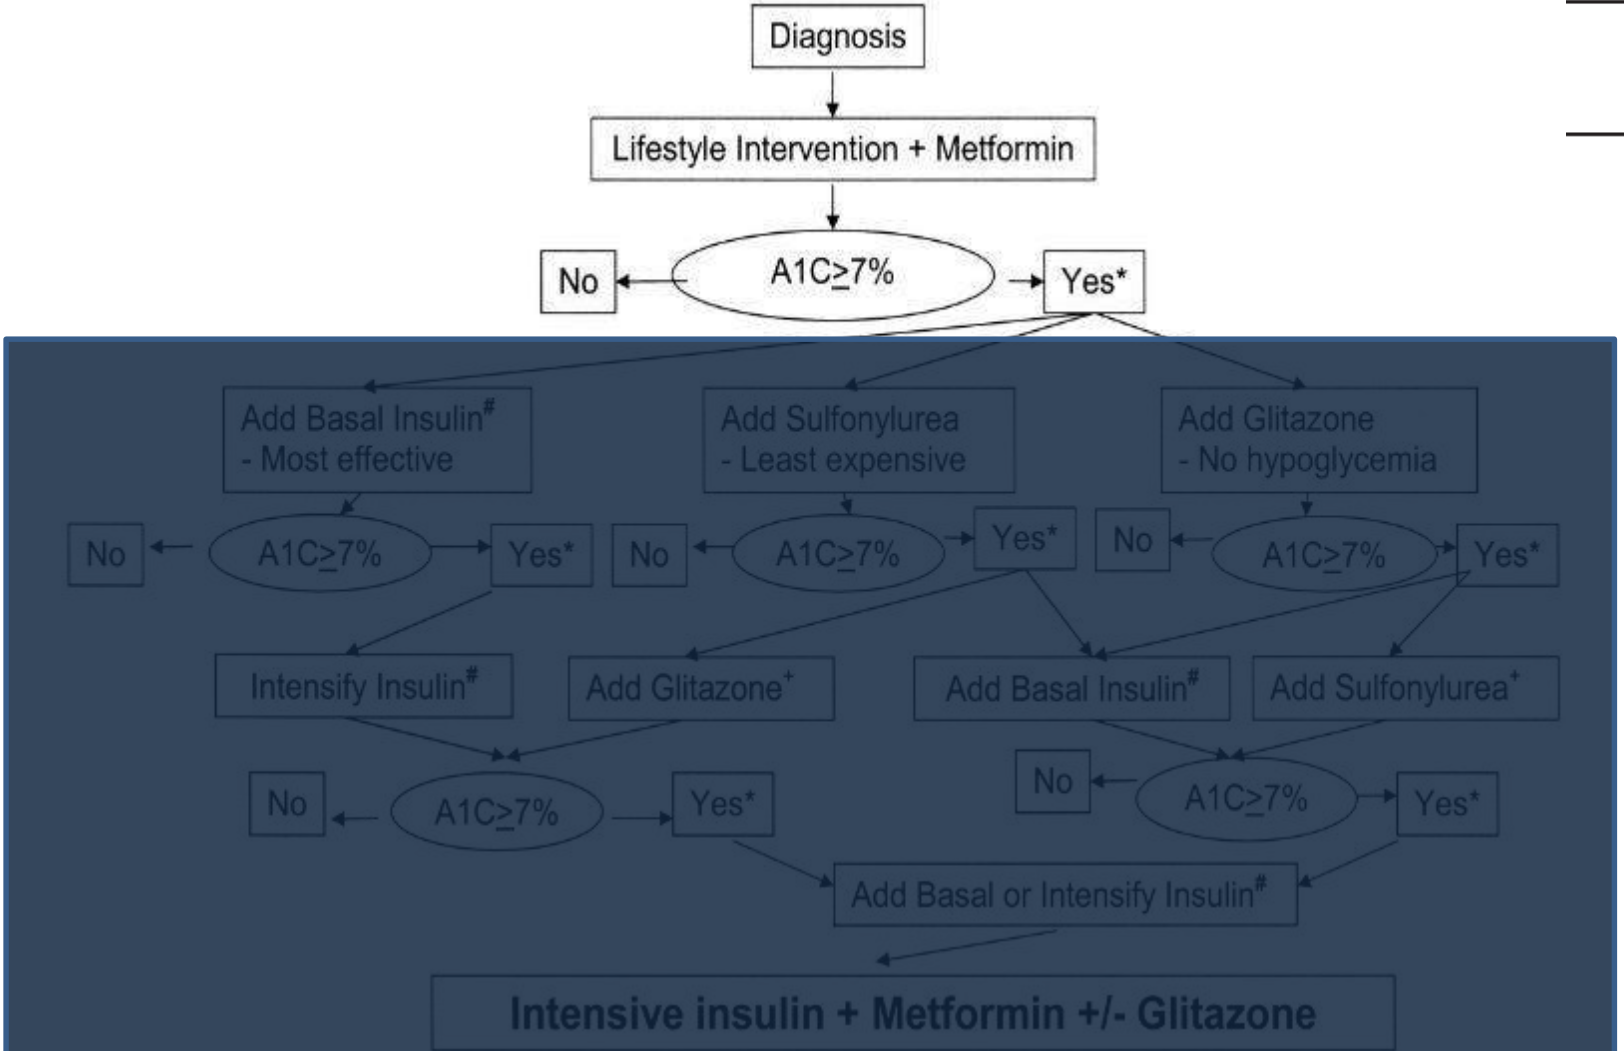 Diagnosis
Lifestyle Intervention + Metformin
No
A1C≥7%
Yes*
Add Basal Insulin#
- Most effective
Add Sulfonylurea
- Least expensive
Add Glitazone
- No hypoglycemia
No
A1C≥7%
Yes*
No
A1C≥7%
Yes*
No
A1C≥7%
Yes*
Intensify Insulin#
Add Glitazone+
Add Basal Insulin#
Add Sulfonylurea+
No
A1C≥7%
Yes*
No
A1C≥7%
Yes*
Add Basal or Intensify Insulin#
Intensive insulin + Metformin +/- Glitazone